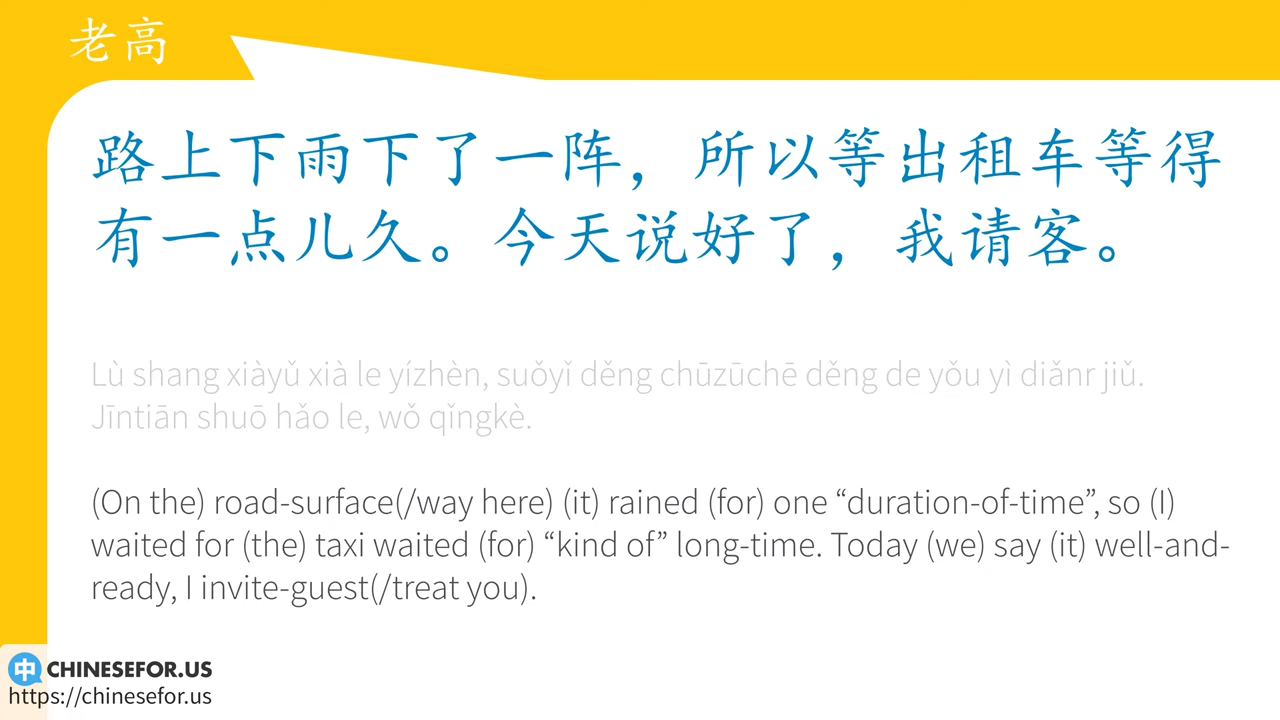 老高
路上下雨下了一阵，所以等出租车等得
有一点儿久。今天说好了，我请客。
Lù shang xiàyǔ xià le yízhèn, suǒyǐ děng chūzūchē děng de yǒu yì diǎnr jiǔ.
Jīntiān shuō hǎo le, wǒ qǐngkè.
(On the) road-surface(/way here) (it) rained (for) one “duration-of-time”, so (I)
waited for (the) taxi waited (for) “kind of” long-time. Today (we) say (it) well-and-
ready, I invite-guest(/treat you).
中 CHINESEFOR.US
https://chinesefor.us